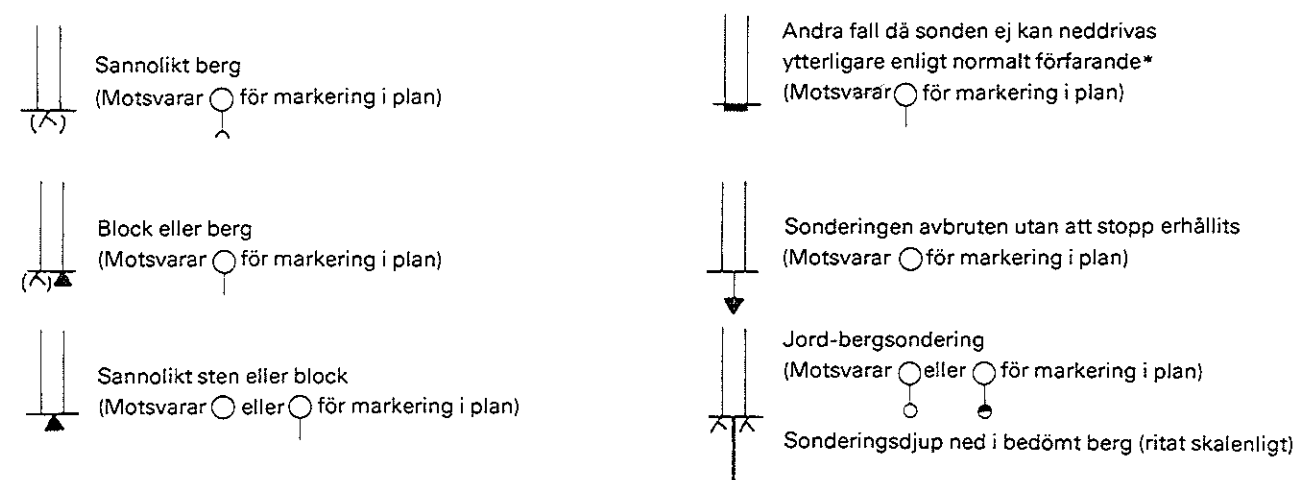 Sannolikt berg
(Motsvarar för markering i plan)
Block eller berg
(Motsvarar för markering i plan)
Sannolikt sten eller block
(Motsvarar eller för markering i plan)
Andra fall då sonden ej kan neddrivas
ytterligare enligt normalt förfarande*
(Motsvarar för markering i plan)
Sonderingen avbruten utan att stopp erhållits
(Motsvarar för markering i plan)
Jord-bergsondering
(Motsvarar eller för markering i plan)
Sonderingsdjup ned i bedömt berg (ritat skalenligt)